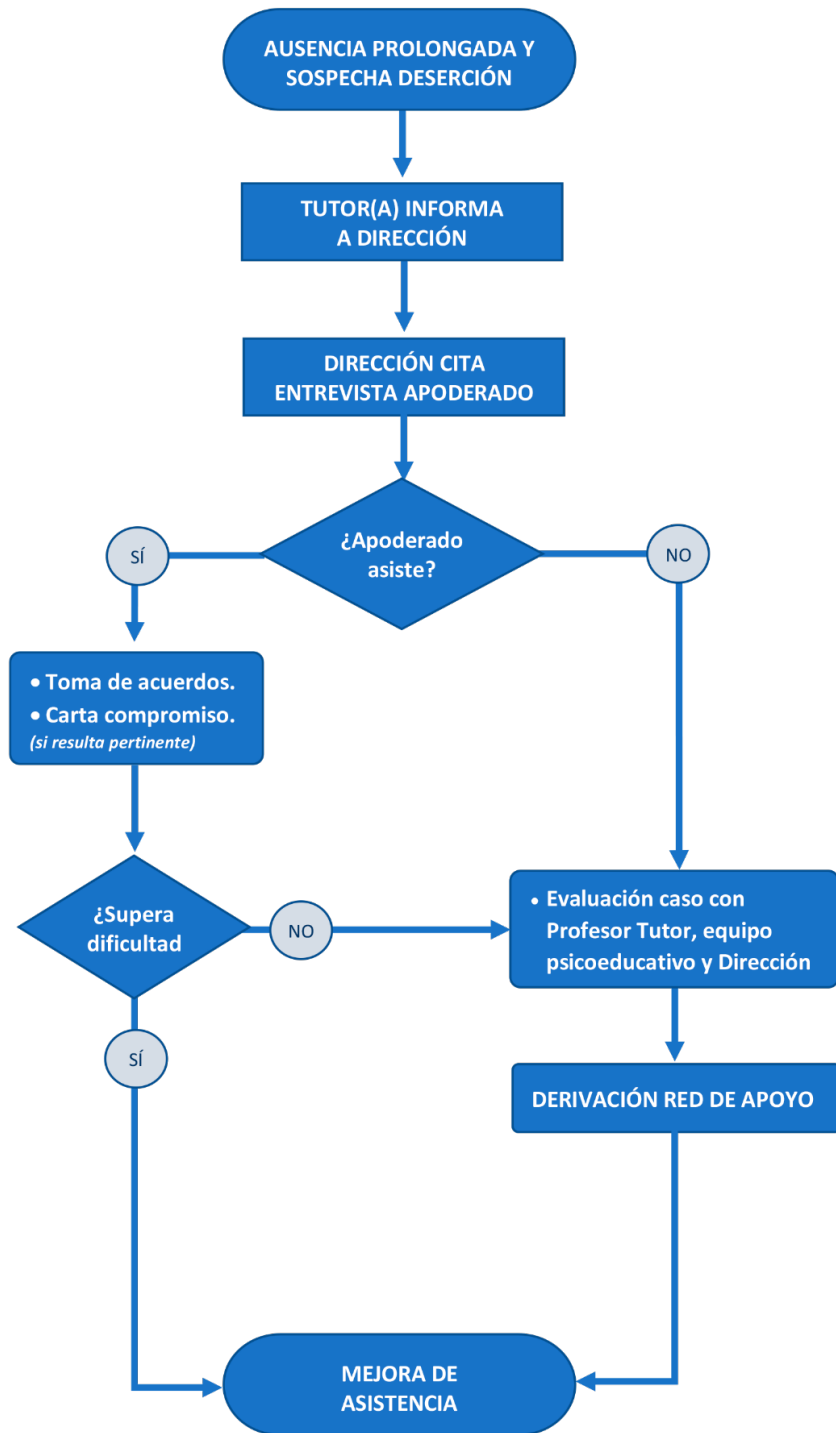 AUSENCIA PROLONGADA Y
SOSPECHA DESERCIÓN
TUTOR(A) INFORMA
A DIRECCIÓN
DIRECCIÓN CITA
ENTREVISTA APODERADO
¿Apoderado
asiste?
SÍ
NO
• Toma de acuerdos.
• Carta compromiso.
(si resulta pertinente)
¿Supera
dificultad
NO
• Evaluación caso con
Profesor Tutor, equipo
psicoeducativo y Dirección
SÍ
DERIVACIÓN RED DE APOYO
MEJORA DE
ASISTENCIA